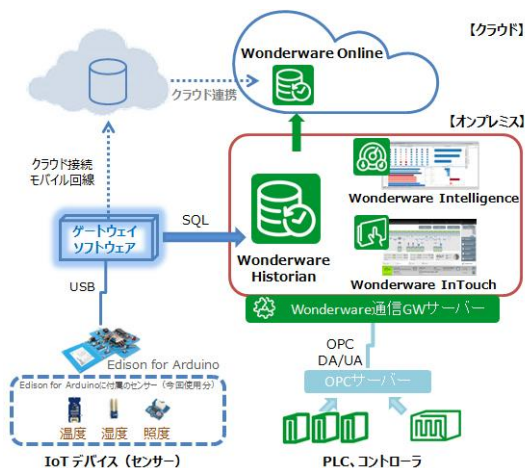 【クラウド】
Wonderware Online
クラウド連携
【オンプレミス】
クラウド接続
モバイル回線
Wonderware Intelligence
ゲートウェイ
ソフトウェア
SQL
Wonderware
Historian
Wonderware InTouch
USB
Wonderware通信GWサーバー
Edison for Arduino
OPC
DA/UA
Edison for Arduinoに付属のセンサー（今回使用分）
OPCサーバー
温度
湿度
照度
IoT デバイス（センサー）
PLC、コントローラ